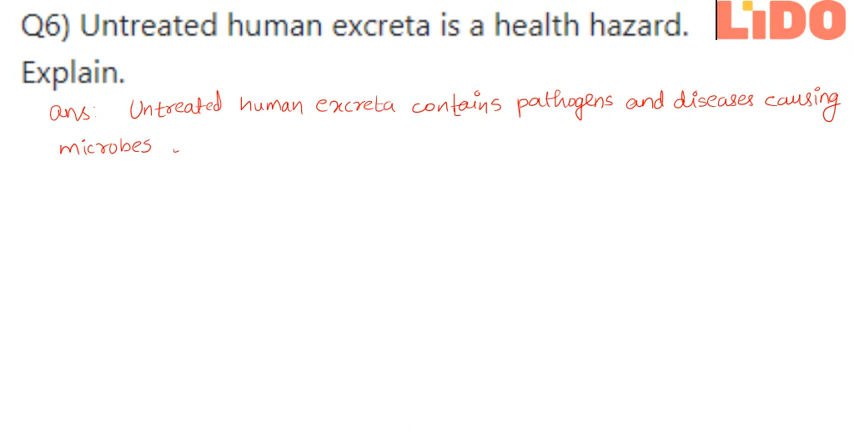 Q6) Untreated human excreta is a health hazard.
LiDO
Explain.
ans: Untreated human excreta contains pathogens and diseases causing
microbes .